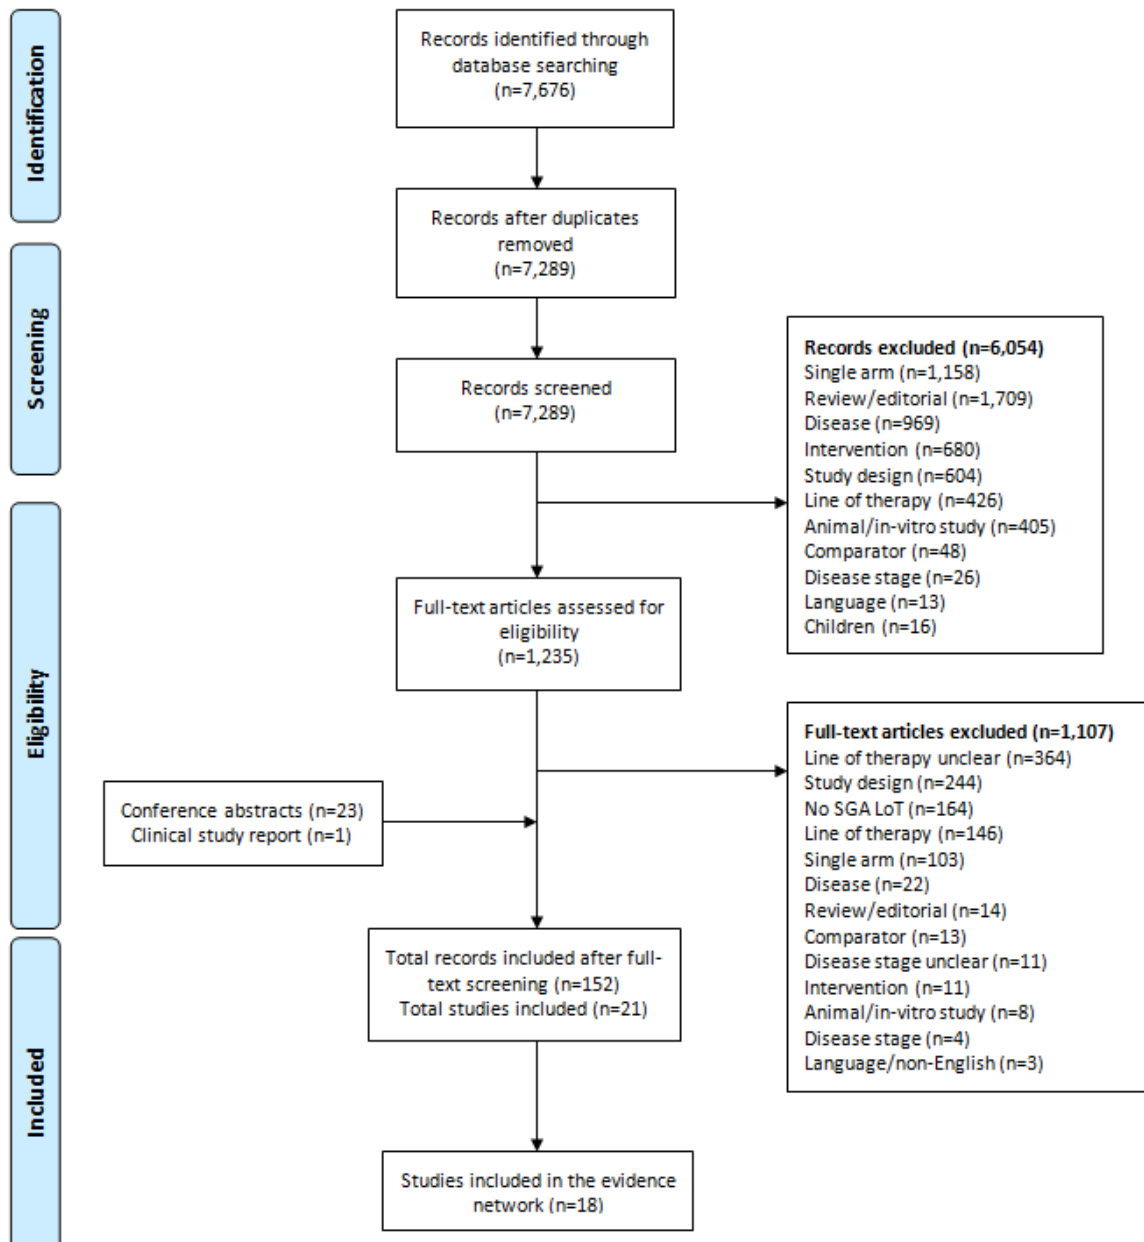 Identification
Records identified through
database searching
(n=7,676)
Records after duplicates
removed
(n=7,289)
Screening
Records screened
(n=7,289)
Records excluded (n=6,054)
Single arm (n=1,158)
Review/editorial (n=1,709)
Disease (n=969)
Intervention (n=680)
Study design (n=604)
Line of therapy (n=426)
Animal/in-vitro study (n=405)
Comparator (n=48)
Disease stage (n=26)
Language (n=13)
Children (n=16)
Eligibility
Full-text articles assessed for
eligibility
(n=1,235)
Full-text articles excluded (n=1,107)
Line of therapy unclear (n=364)
Study design (n=244)
No SGA LoT (n=164)
Line of therapy (n=146)
Single arm (n=103)
Disease (n=22)
Review/editorial (n=14)
Comparator (n=13)
Disease stage unclear (n=11)
Intervention (n=11)
Animal/in-vitro study (n=8)
Disease stage (n=4)
Language/non-English (n=3)
Conference abstracts (n=23)
Clinical study report (n=1)
Included
Total records included after full-
text screening (n=152)
Total studies included (n=21)
Studies included in the evidence
network (n=18)